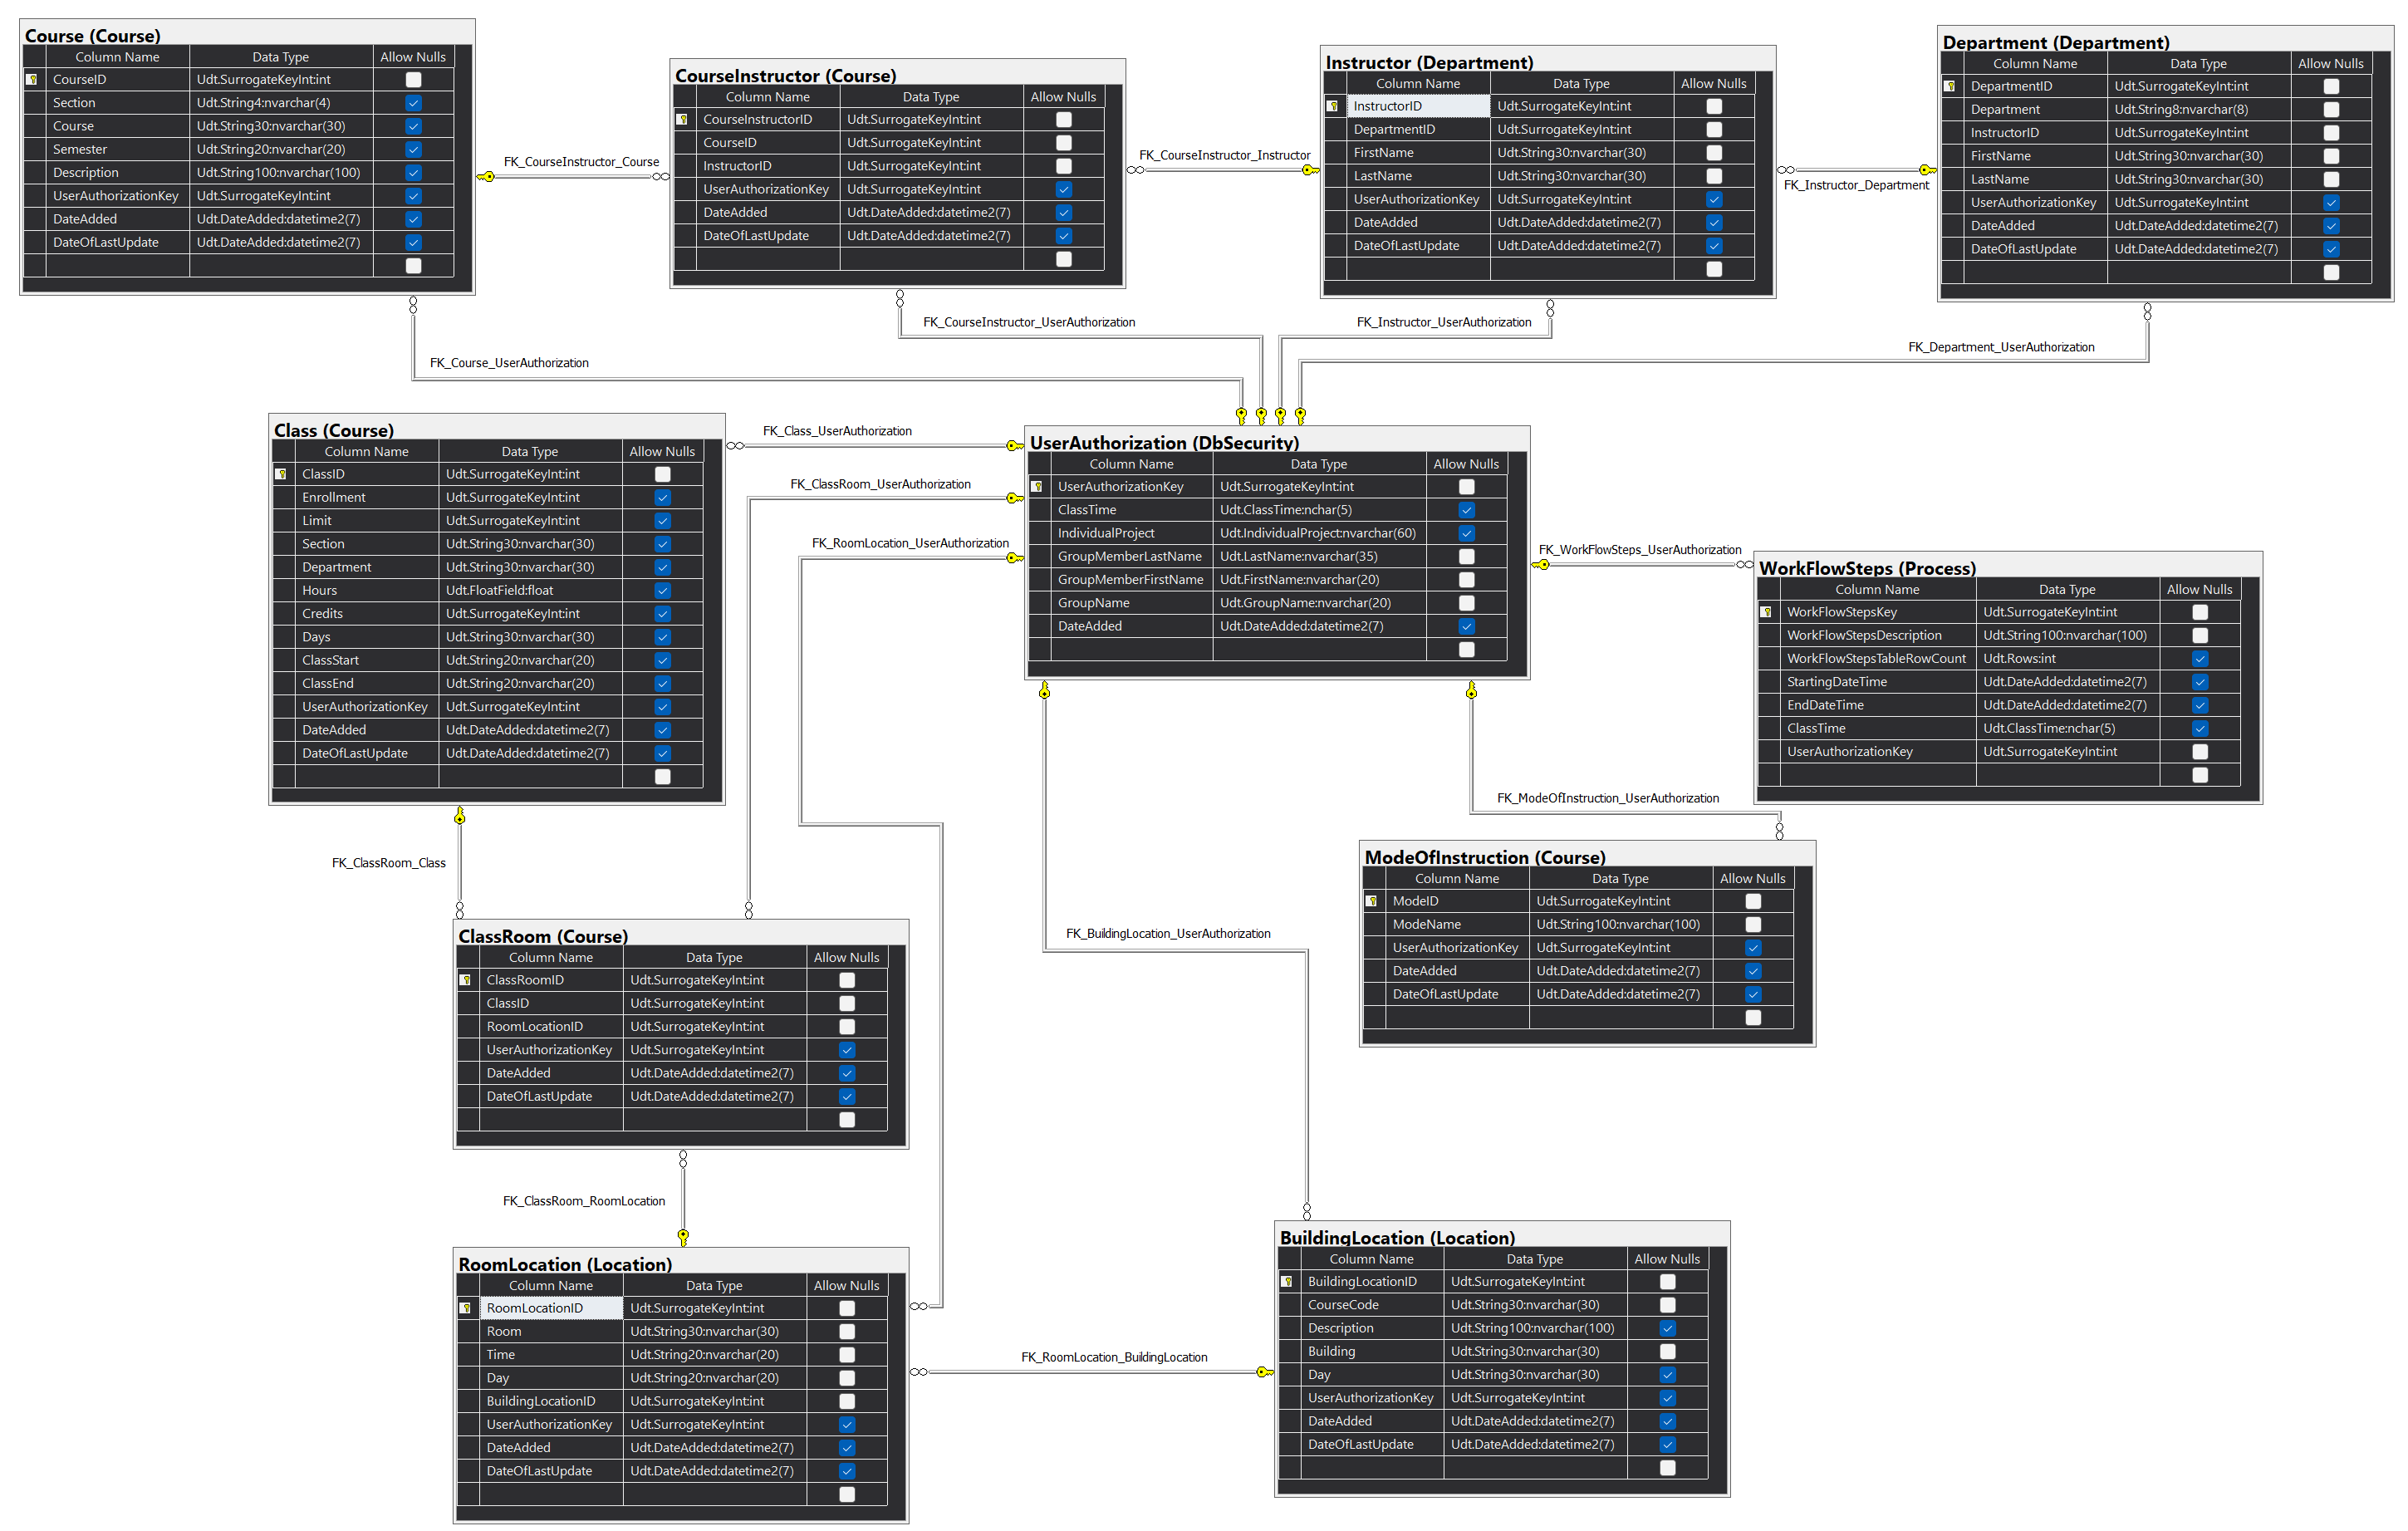 Course (Course)
Column Name Data Type Allow Nulls
CourseID Udt.SurrogateKeyInt:int
Section Udt.String4:nvarchar(4)
Course Udt.String30:nvarchar(30)
Semester Udt.String20:nvarchar(20)
Description Udt.String100:nvarchar(100)
UserAuthorizationKey Udt.SurrogateKeyInt:int
DateAdded Udt.DateAdded:datetime2(7)
DateOfLastUpdate Udt.DateAdded:datetime2(7)
FK_CourseInstructor_Course
CourseInstructor (Course)
Column Name Data Type Allow Nulls
CourseInstructorID Udt.SurrogateKeyInt:int
CourseID Udt.SurrogateKeyInt:int
InstructorID Udt.SurrogateKeyInt:int
UserAuthorizationKey Udt.SurrogateKeyInt:int
DateAdded Udt.DateAdded:datetime2(7)
DateOfLastUpdate Udt.DateAdded:datetime2(7)
FK_CourseInstructor_Instructor
Instructor (Department)
Column Name Data Type Allow Nulls
InstructorID Udt.SurrogateKeyInt:int
DepartmentID Udt.SurrogateKeyInt:int
FirstName Udt.String30:nvarchar(30)
LastName Udt.String30:nvarchar(30)
UserAuthorizationKey Udt.SurrogateKeyInt:int
DateAdded Udt.DateAdded:datetime2(7)
DateOfLastUpdate Udt.DateAdded:datetime2(7)
FK_Instructor_Department
Department (Department)
Column Name Data Type Allow Nulls
DepartmentID Udt.SurrogateKeyInt:int
Department Udt.String8:nvarchar(8)
InstructorID Udt.SurrogateKeyInt:int
FirstName Udt.String30:nvarchar(30)
LastName Udt.String30:nvarchar(30)
UserAuthorizationKey Udt.SurrogateKeyInt:int
DateAdded Udt.DateAdded:datetime2(7)
DateOfLastUpdate Udt.DateAdded:datetime2(7)
FK_Course_UserAuthorization
FK_CourseInstructor_UserAuthorization
FK_Instructor_UserAuthorization
FK_Department_UserAuthorization
Class (Course)
Column Name Data Type Allow Nulls
ClassID Udt.SurrogateKeyInt:int
Enrollment Udt.SurrogateKeyInt:int
Limit Udt.SurrogateKeyInt:int
Section Udt.String30:nvarchar(30)
Department Udt.String30:nvarchar(30)
Hours Udt.FloatField:float
Credits Udt.SurrogateKeyInt:int
Days Udt.String30:nvarchar(30)
ClassStart Udt.String20:nvarchar(20)
ClassEnd Udt.String20:nvarchar(20)
UserAuthorizationKey Udt.SurrogateKeyInt:int
DateAdded Udt.DateAdded:datetime2(7)
DateOfLastUpdate Udt.DateAdded:datetime2(7)
FK_Class_UserAuthorization
FK_ClassRoom_UserAuthorization
FK_RoomLocation_UserAuthorization
UserAuthorization (DbSecurity)
Column Name Data Type Allow Nulls
UserAuthorizationKey Udt.SurrogateKeyInt:int
ClassTime Udt.ClassTime:nchar(5)
IndividualProject Udt.IndividualProject:nvarchar(60)
GroupMemberLastName Udt.LastName:nvarchar(35)
GroupMemberFirstName Udt.FirstName:nvarchar(20)
GroupName Udt.GroupName:nvarchar(20)
DateAdded Udt.DateAdded:datetime2(7)
FK_WorkFlowSteps_UserAuthorization
WorkFlowSteps (Process)
Column Name Data Type Allow Nulls
WorkFlowStepsKey Udt.SurrogateKeyInt:int
WorkFlowStepsDescription Udt.String100:nvarchar(100)
WorkFlowStepsTableRowCount Udt.Rows:int
StartingDateTime Udt.DateAdded:datetime2(7)
EndDateTime Udt.DateAdded:datetime2(7)
ClassTime Udt.ClassTime:nchar(5)
UserAuthorizationKey Udt.SurrogateKeyInt:int
FK_ModeOfInstruction_UserAuthorization
FK_ClassRoom_Class
ModeOfInstruction (Course)
Column Name Data Type Allow Nulls
ModeID Udt.SurrogateKeyInt:int
ModeName Udt.String100:nvarchar(100)
UserAuthorizationKey Udt.SurrogateKeyInt:int
DateAdded Udt.DateAdded:datetime2(7)
DateOfLastUpdate Udt.DateAdded:datetime2(7)
FK_BuildingLocation_UserAuthorization
ClassRoom (Course)
Column Name Data Type Allow Nulls
ClassRoomID Udt.SurrogateKeyInt:int
ClassID Udt.SurrogateKeyInt:int
RoomLocationID Udt.SurrogateKeyInt:int
UserAuthorizationKey Udt.SurrogateKeyInt:int
DateAdded Udt.DateAdded:datetime2(7)
DateOfLastUpdate Udt.DateAdded:datetime2(7)
FK_ClassRoom_RoomLocation
RoomLocation (Location)
Column Name Data Type Allow Nulls
RoomLocationID Udt.SurrogateKeyInt:int
Room Udt.String30:nvarchar(30)
Time Udt.String20:nvarchar(20)
Day Udt.String20:nvarchar(20)
BuildingLocationID Udt.SurrogateKeyInt:int
UserAuthorizationKey Udt.SurrogateKeyInt:int
DateAdded Udt.DateAdded:datetime2(7)
DateOfLastUpdate Udt.DateAdded:datetime2(7)
FK_RoomLocation_BuildingLocation
BuildingLocation (Location)
Column Name Data Type Allow Nulls
BuildingLocationID Udt.SurrogateKeyInt:int
CourseCode Udt.String30:nvarchar(30)
Description Udt.String100:nvarchar(100)
Building Udt.String30:nvarchar(30)
Day Udt.String30:nvarchar(30)
UserAuthorizationKey Udt.SurrogateKeyInt:int
DateAdded Udt.DateAdded:datetime2(7)
DateOfLastUpdate Udt.DateAdded:datetime2(7)